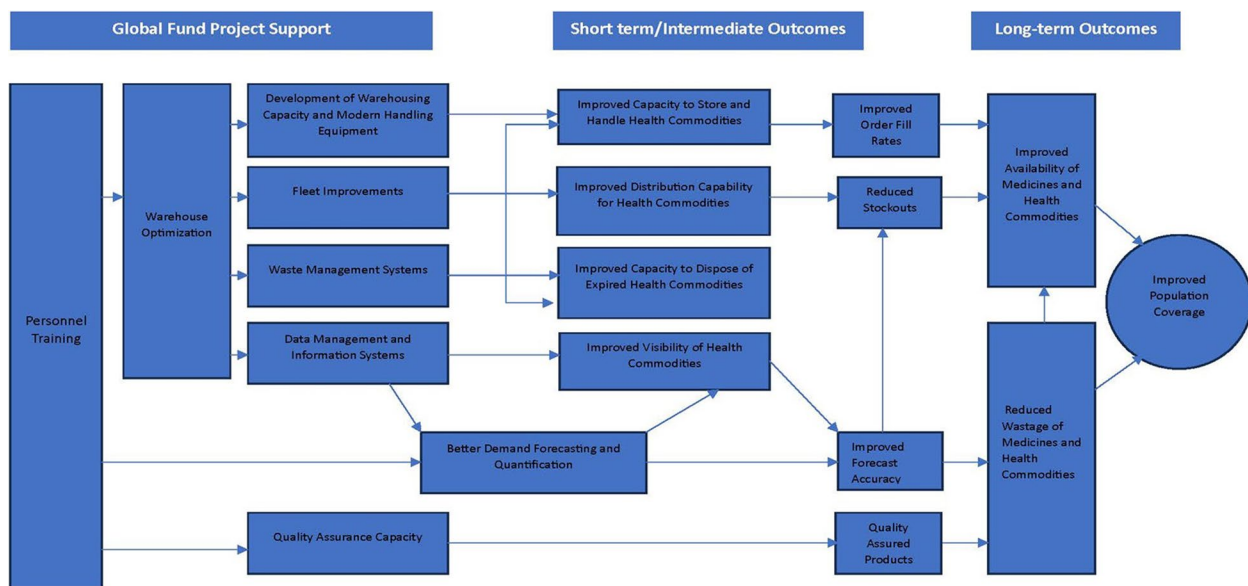 Global Fund Project Support
Short term/Intermediate Outcomes
Long-term Outcomes
Personnel
Training
Warehouse
Optimization
Development of Warehousing
Capacity and Modern Handling
Equipment
Fleet Improvements
Waste Management Systems
Data Management and
Information Systems
Better Demand Forecasting and
Quantification
Quality Assurance Capacity
Improved Capacity to Store and
Handle Health Commodities
Improved Distribution Capability
for Health Commodities
Improved Capacity to Dispose of
Expired Health Commodities
Improved Visibility of Health
Commodities
Improved
Order Fill
Rates
Reduced
Stockouts
Improved
Forecast
Accuracy
Quality
Assured
Products
Improved
Availability of
Medicines and
Health
Commodities
Reduced
Wastage of
Medicines and
Health
Commodities
Improved
Population
Coverage